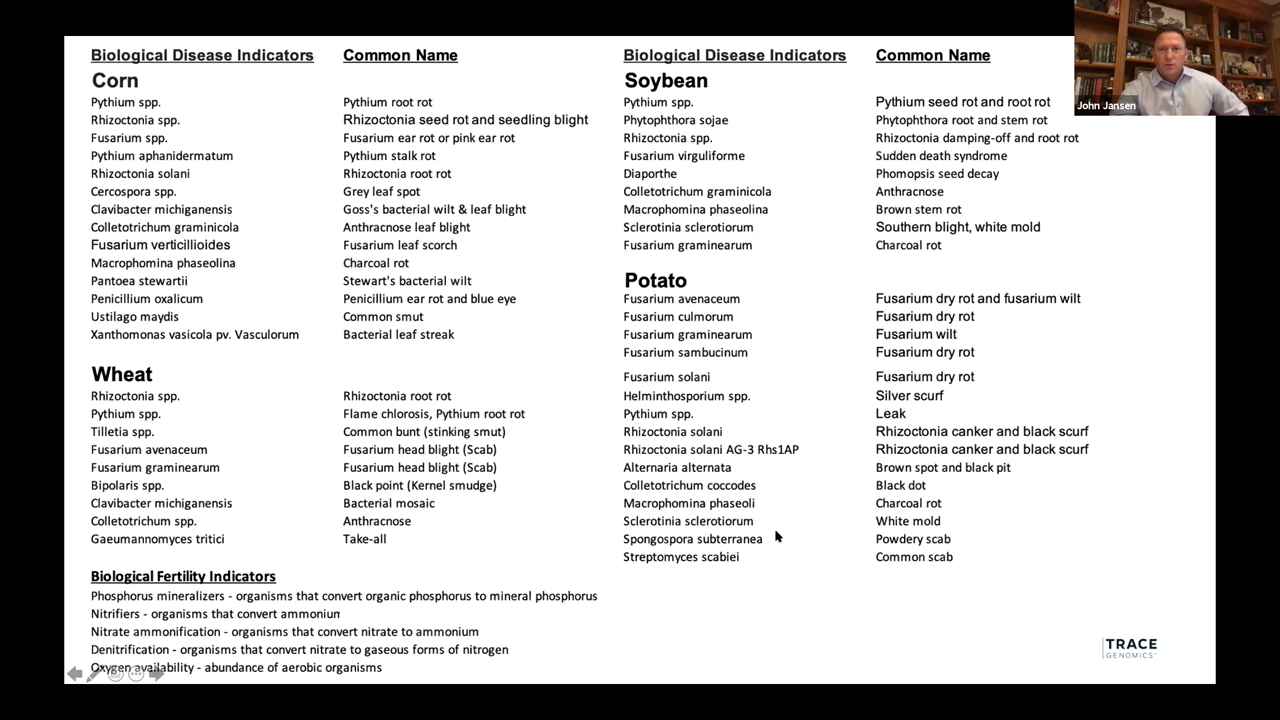 Biological Disease Indicators Common Name
Corn
Pythium spp. Pythium root rot
Rhizoctonia spp. Rhizoctonia seed rot and seedling blight
Fusarium spp. Fusarium ear rot or pink ear rot
Pythium aphanidermatum Pythium stalk rot
Rhizoctonia solani Rhizoctonia root rot
Cercospora spp. Grey leaf spot
Clavibacter michiganensis Goss's bacterial wilt & leaf blight
Colletotrichum graminicola Anthracnose leaf blight
Fusarium verticillioides Fusarium leaf scorch
Macrophomina phaseolina Charcoal rot
Pantoea stewartii Stewart's bacterial wilt
Penicillium oxalicum Penicillium ear rot and blue eye
Ustilago maydis Common smut
Xanthomonas vasicola pv. Vasculorum Bacterial leaf streak
Wheat
Rhizoctonia spp. Rhizoctonia root rot
Pythium spp. Flame chlorosis, Pythium root rot
Tilletia spp. Common bunt (stinking smut)
Fusarium avenaceum Fusarium head blight (Scab)
Fusarium graminearum Fusarium head blight (Scab)
Bipolaris spp. Black point (Kernel smudge)
Clavibacter michiganensis Bacterial mosaic
Colletotrichum spp. Anthracnose
Gaeumannomyces tritici Take-all
Biological Fertility Indicators
Phosphorus mineralizers - organisms that convert organic phosphorus to mineral phosphorus
Nitrifiers - organisms that convert ammonium
Nitrate ammonification - organisms that convert nitrate to ammonium
Denitrification - organisms that convert nitrate to gaseous forms of nitrogen
Oxygen availability - abundance of aerobic organisms
Biological Disease Indicators Common Name
Soybean
Pythium spp. Pythium seed rot and root rot
Phytophthora sojae Phytophthora root and stem rot
Rhizoctonia spp. Rhizoctonia damping-off and root rot
Fusarium virguliforme Sudden death syndrome
Diaporthe Phomopsis seed decay
Colletotrichum graminicola Anthracnose
Macrophomina phaseolina Brown stem rot
Sclerotinia sclerotiorum Southern blight, white mold
Fusarium graminearum Charcoal rot
Potato
Fusarium avenaceum Fusarium dry rot and fusarium wilt
Fusarium culmorum Fusarium dry rot
Fusarium graminearum Fusarium wilt
Fusarium sambucinum Fusarium dry rot
Fusarium solani Fusarium dry rot
Helminthosporium spp. Silver scurf
Pythium spp. Leak
Rhizoctonia solani Rhizoctonia canker and black scurf
Rhizoctonia solani AG-3 Rhs1AP Rhizoctonia canker and black scurf
Alternaria alternata Brown spot and black pit
Colletotrichum coccodes Black dot
Macrophomina phaseoli Charcoal rot
Sclerotinia sclerotiorum White mold
Spongospora subterranea Powdery scab
Streptomyces scabiei Common scab
John Jansen
TRACE
GENOMICS